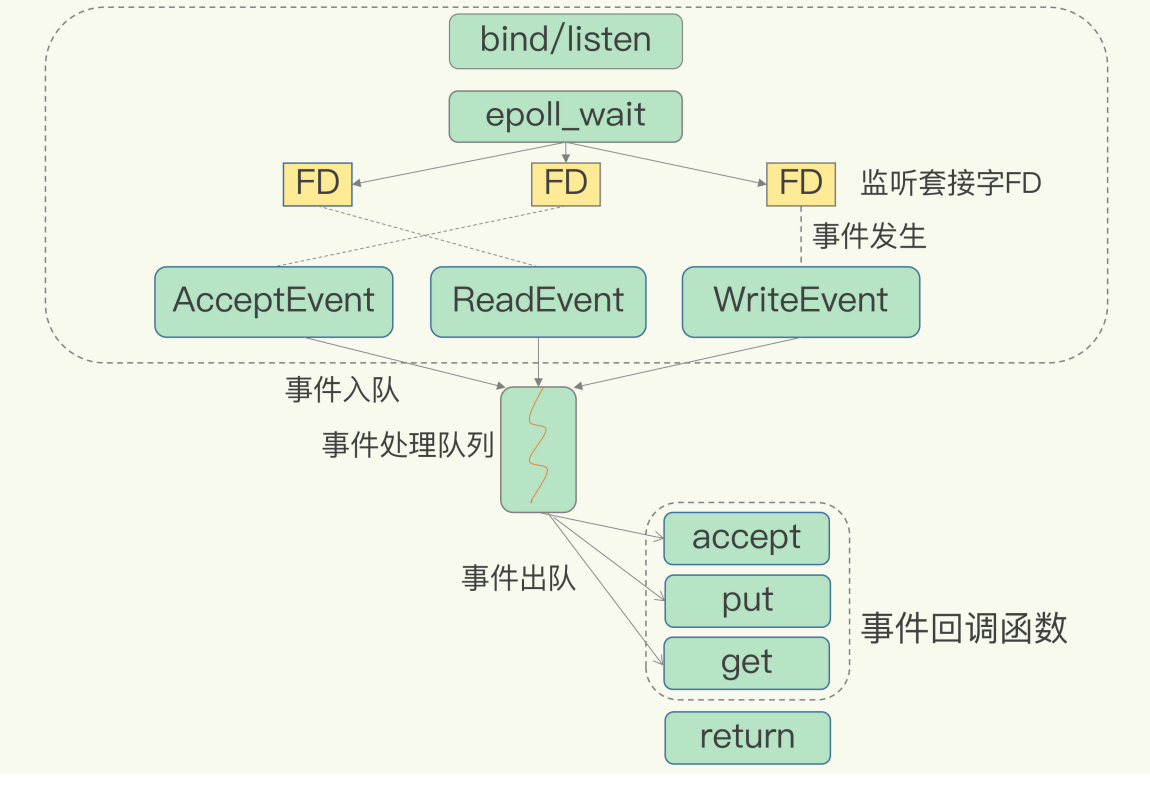 bind/listen
epoll_wait
FD
FD
FD
监听套接字FD
事件发生
AcceptEvent
ReadEvent
WriteEvent
事件入队
事件处理队列
accept
事件出队
put
事件回调函数
get
return